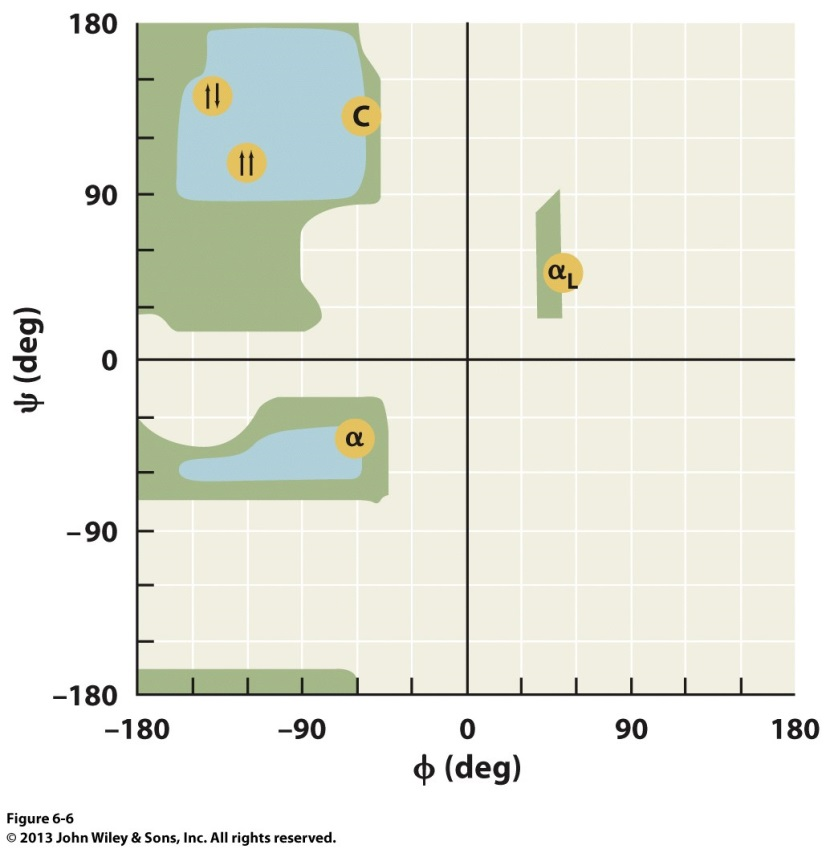 180
↑↓
C
↑↑
90
αL
ψ (deg)
0
α
–90
–180
–180 –90 0 90 180
ϕ (deg)
Figure 6-6
© 2013 John Wiley & Sons, Inc. All rights reserved.